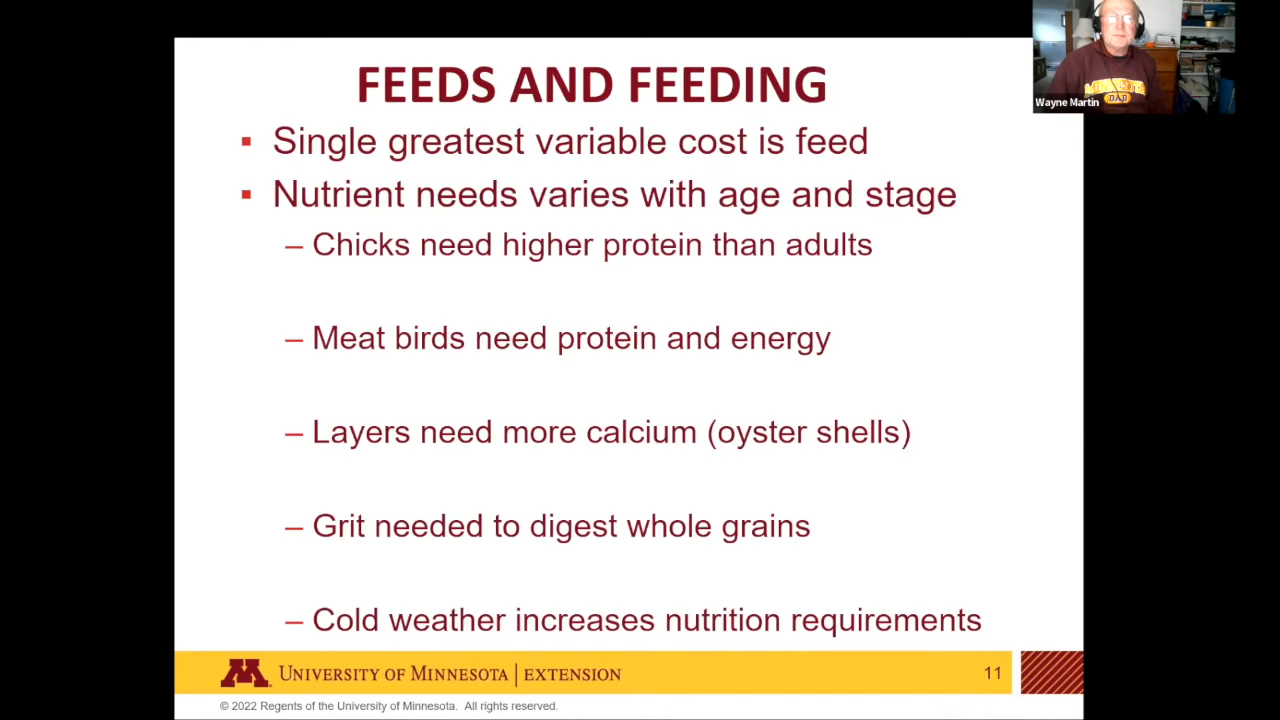 FEEDS AND FEEDING
▪ Single greatest variable cost is feed
▪ Nutrient needs varies with age and stage
– Chicks need higher protein than adults
– Meat birds need protein and energy
– Layers need more calcium (oyster shells)
– Grit needed to digest whole grains
– Cold weather increases nutrition requirements
M UNIVERSITY OF MINNESOTA | EXTENSION
11
© 2022 Regents of the University of Minnesota. All rights reserved.
MINNESOTA
DAD
Wayne Martin